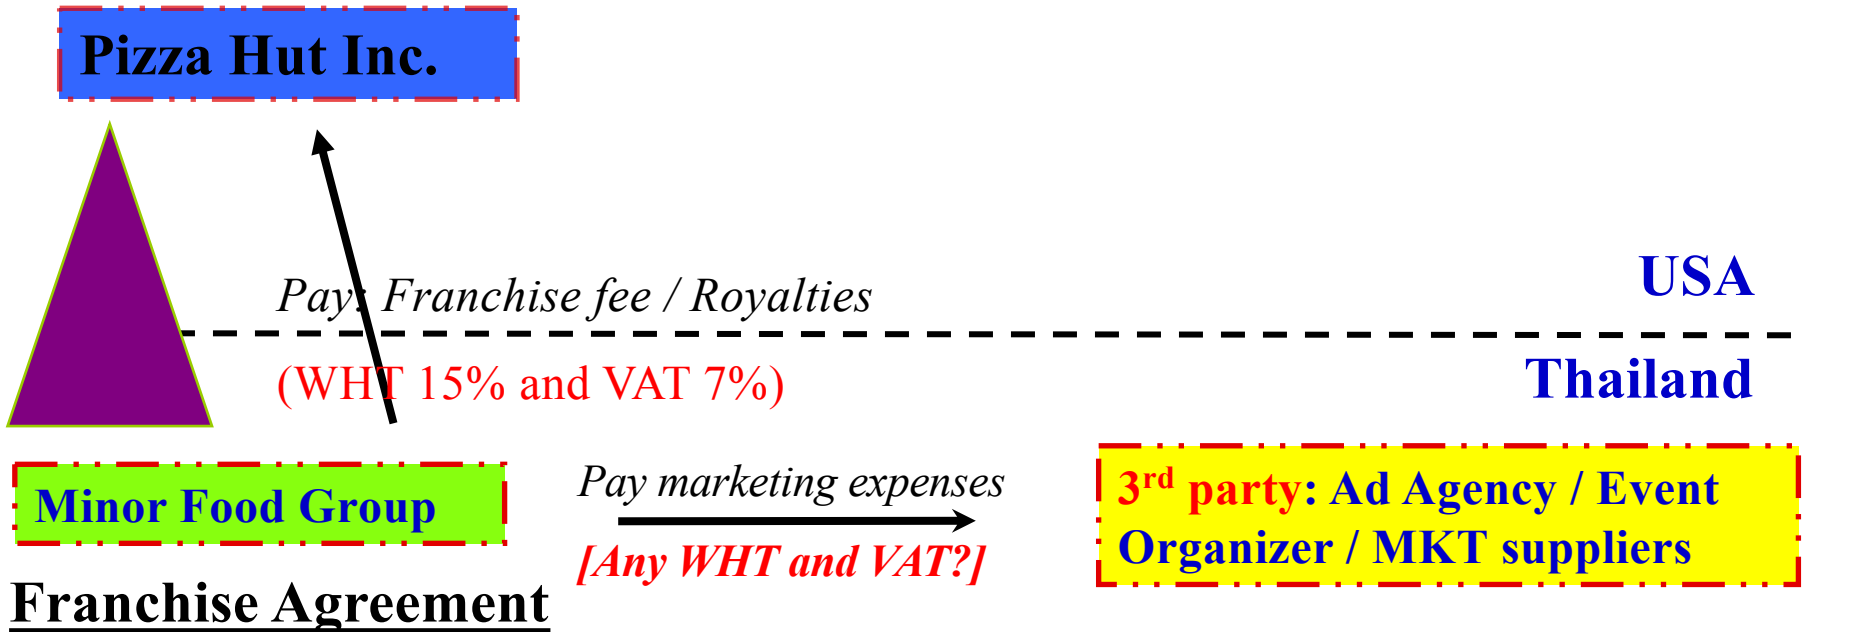 Pizza Hut Inc.
Pay: Franchise fee / Royalties
USA
(WHT 15% and VAT 7%)
Thailand
Minor Food Group
Pay marketing expenses
[Any WHT and VAT?]
3rd party: Ad Agency / Event
Organizer / MKT suppliers
Franchise Agreement